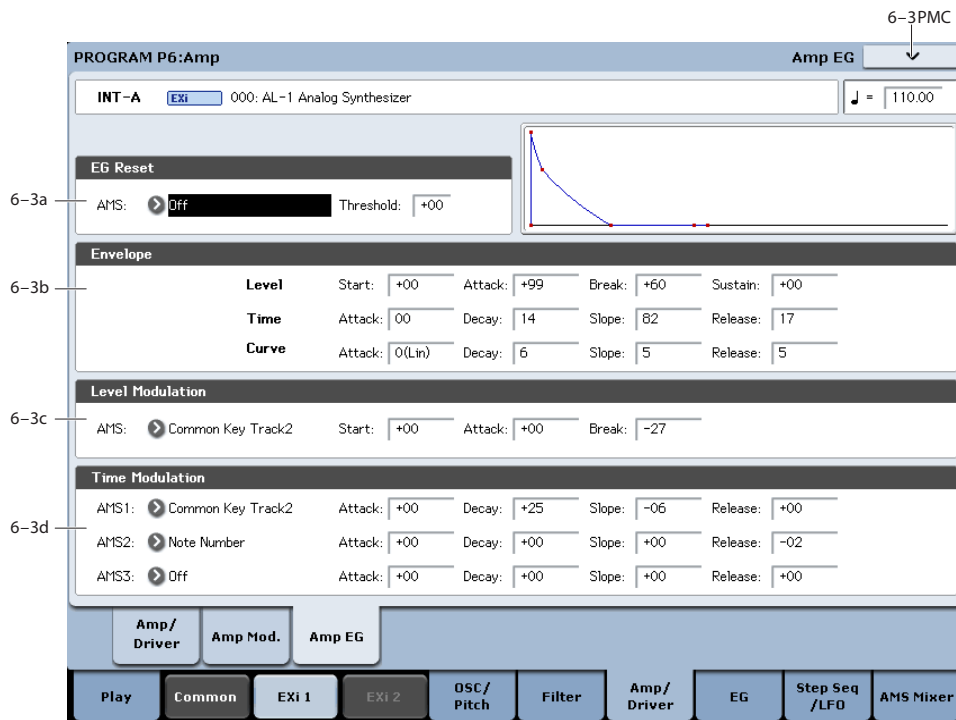 6-3PMC
PROGRAM P6:Amp Amp EG
INT-A EXi 000: AL-1 Analog Synthesizer ♩ = 110.00
EG Reset
6-3a AMS: Off Threshold: +00
Envelope
6-3b Level Start: +00 Attack: +99 Break: +60 Sustain: +00
Time Attack: 00 Decay: 14 Slope: 82 Release: 17
Curve Attack: 0(Lin) Decay: 6 Slope: 5 Release: 5
Level Modulation
6-3c AMS: Common Key Track2 Start: +00 Attack: +00 Break: -27
Time Modulation
AMS1: Common Key Track2 Attack: +00 Decay: +25 Slope: -06 Release: +00
6-3d AMS2: Note Number Attack: +00 Decay: +00 Slope: +00 Release: -02
AMS3: Off Attack: +00 Decay: +00 Slope: +00 Release: +00
Amp/
Driver Amp Mod. Amp EG
Play Common EXi 1 EXi 2 OSC/
Pitch Filter Amp/
Driver EG Step Seq
/LFO AMS Mixer